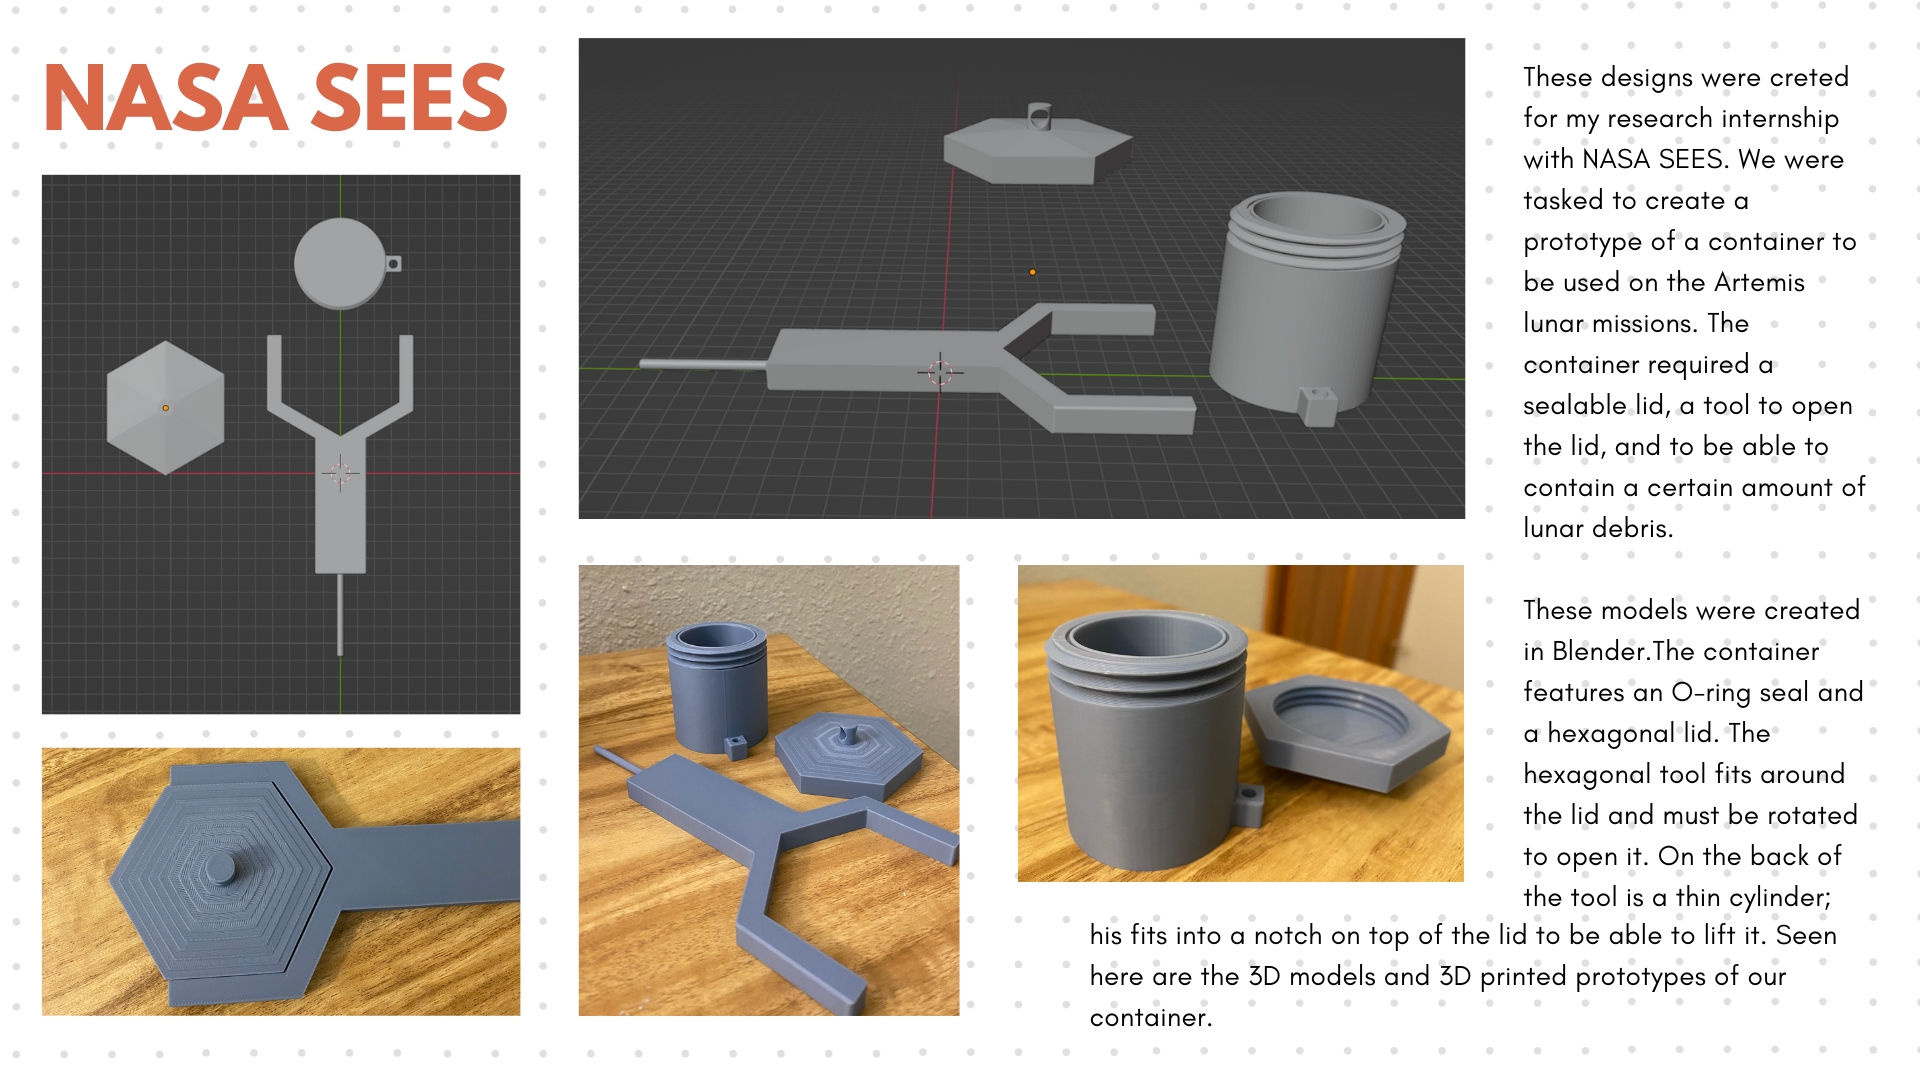 NASA SEES
These designs were creted
for my research internship
with NASA SEES. We were
tasked to create a
prototype of a container to
be used on the Artemis
lunar missions. The
container required a
sealable lid, a tool to open
the lid, and to be able to
contain a certain amount of
lunar debris.
These models were created
in Blender.The container
features an O-ring seal and
a hexagonal lid. The
hexagonal tool fits around
the lid and must be rotated
to open it. On the back of
the tool is a thin cylinder;
his fits into a notch on top of the lid to be able to lift it. Seen
here are the 3D models and 3D printed prototypes of our
container.